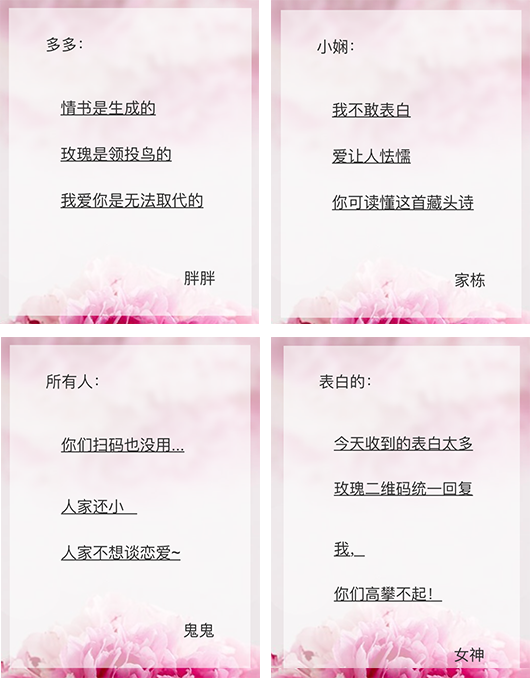 多多：
情书是生成的
玫瑰是领投鸟的
我爱你是无法取代的
胖胖
小娴：
我不敢表白
爱让人怯懦
你可读懂这首藏头诗
家栋
所有人：
你们扫码也没用...
人家还小
人家不想谈恋爱~
鬼鬼
表白的：
今天收到的表白太多
玫瑰二维码统一回复
我，
你们高攀不起！
女神